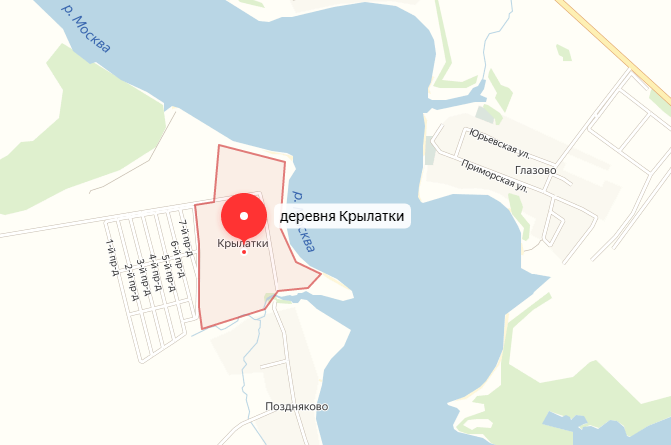 р. Москва
Юрьевская ул.
Приморская ул.
Глазово
деревня Крылатки
Крылатки
1-й пр-д
2-й пр-д
3-й пр-д
4-й пр-д
5-й пр-д
6-й пр-д
7-й пр-д
Поздняково